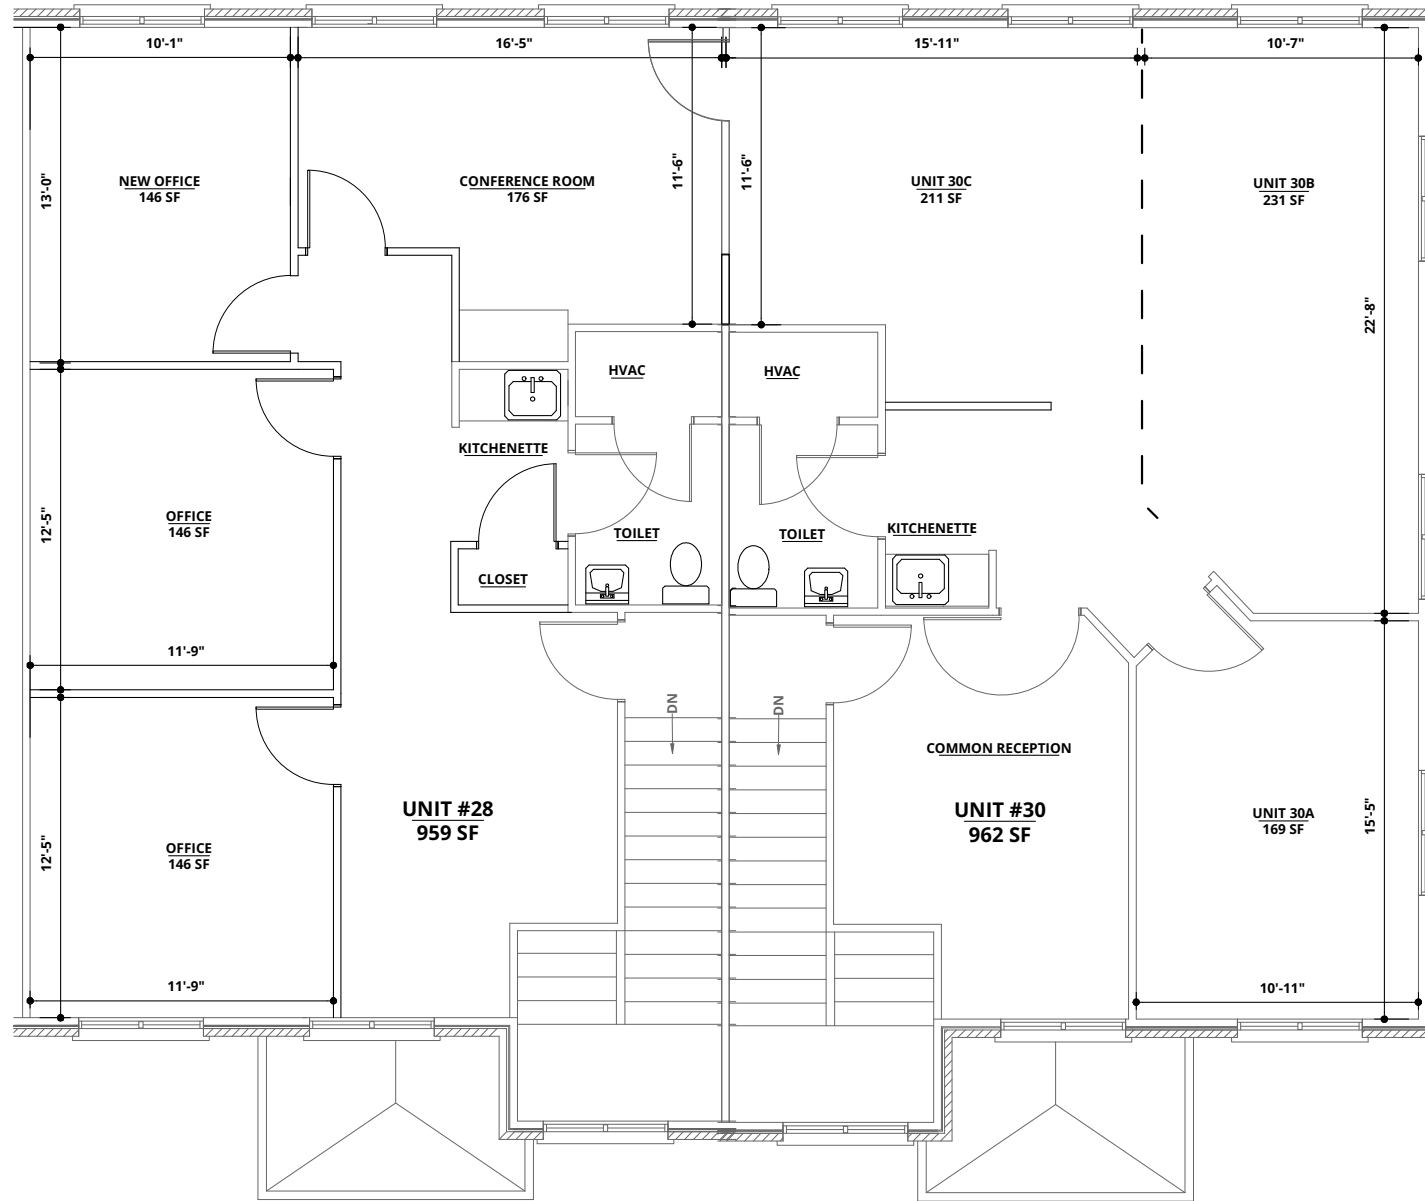 10'-1"
16'-5"
15'-11"
10'-7"
13'-0"
NEW OFFICE
146 SF
CONFERENCE ROOM
176 SF
11'-6"
11'-6"
UNIT 30C
211 SF
UNIT 30B
231 SF
22'-8"
HVAC
HVAC
KITCHENETTE
12'-5"
OFFICE
146 SF
TOILET
TOILET
KITCHENETTE
CLOSET
11'-9"
DN
DN
COMMON RECEPTION
UNIT #28
959 SF
UNIT #30
962 SF
UNIT 30A
169 SF
15'-5"
12'-5"
OFFICE
146 SF
11'-9"
10'-11"